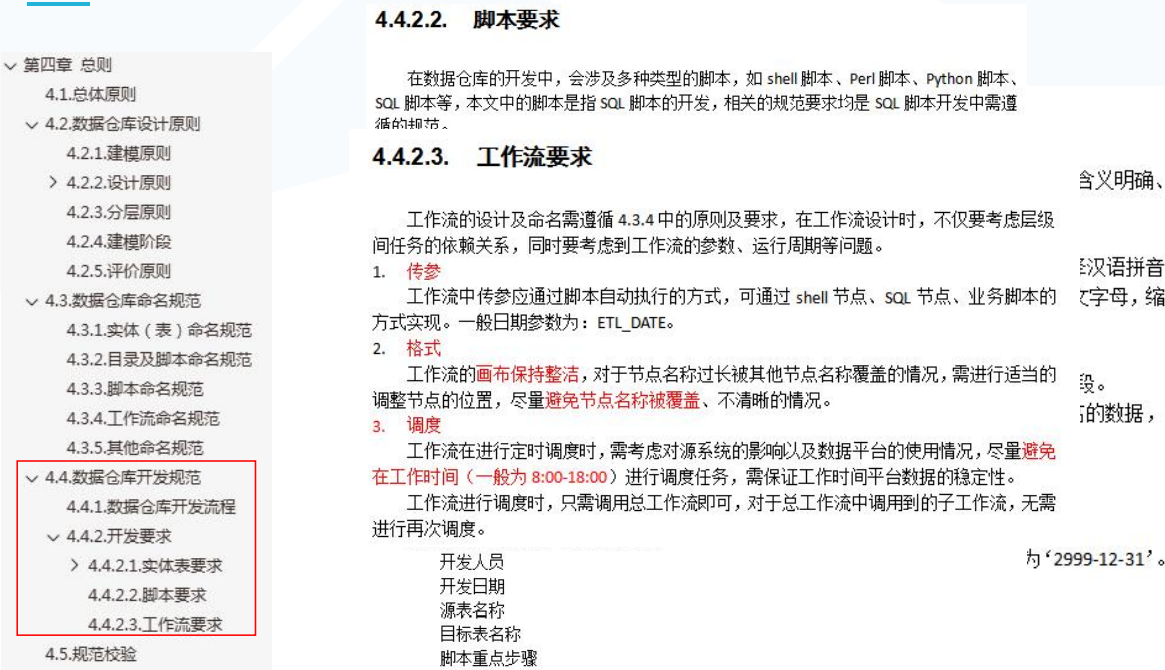 第四章 总则
4.1.总体原则
4.2.数据仓库设计原则
4.2.1.建模原则
4.2.2.设计原则
4.2.3.分层原则
4.2.4.建模阶段
4.2.5.评价原则
4.3.数据仓库命名规范
4.3.1.实体（表）命名规范
4.3.2.目录及脚本命名规范
4.3.3.脚本命名规范
4.3.4.工作流命名规范
4.3.5.其他命名规范
4.4.数据仓库开发规范
4.4.1.数据仓库开发流程
4.4.2.开发要求
4.4.2.1.实体表要求
4.4.2.2.脚本要求
4.4.2.3.工作流要求
4.5.规范校验
4.4.2.2. 脚本要求
在数据仓库的开发中，会涉及多种类型的脚本，如 shell 脚本、Perl 脚本、Python 脚本、
SQL 脚本等，本文中的脚本是指 SQL 脚本的开发，相关的规范要求均是 SQL 脚本开发中需遵
循的规范。
4.4.2.3. 工作流要求
工作流的设计及命名需遵循 4.3.4 中的原则及要求，在工作流设计时，不仅要考虑层级
间任务的依赖关系，同时要考虑到工作流的参数、运行周期等问题。
1. 传参
工作流中传参应通过脚本自动执行的方式，可通过 shell 节点、SQL 节点、业务脚本的
方式实现。一般日期参数为：ETL_DATE。
2. 格式
工作流的画布保持整洁，对于节点名称过长被其他节点名称覆盖的情况，需进行适当的
调整节点的位置，尽量避免节点名称被覆盖、不清晰的情况。
3. 调度
工作流在进行定时调度时，需考虑对源系统的影响以及数据平台的使用情况，尽量避免
在工作时间（一般为 8:00-18:00）进行调度任务，需保证工作时间平台数据的稳定性。
工作流进行调度时，只需调用总工作流即可，对于总工作流中调用到的子工作流，无需
进行再次调度。
开发人员
开发日期
源表名称
目标表名称
脚本重点步骤
含义明确、
汉语拼音
文字母，缩
段。
的数据，
为‘2999-12-31’。